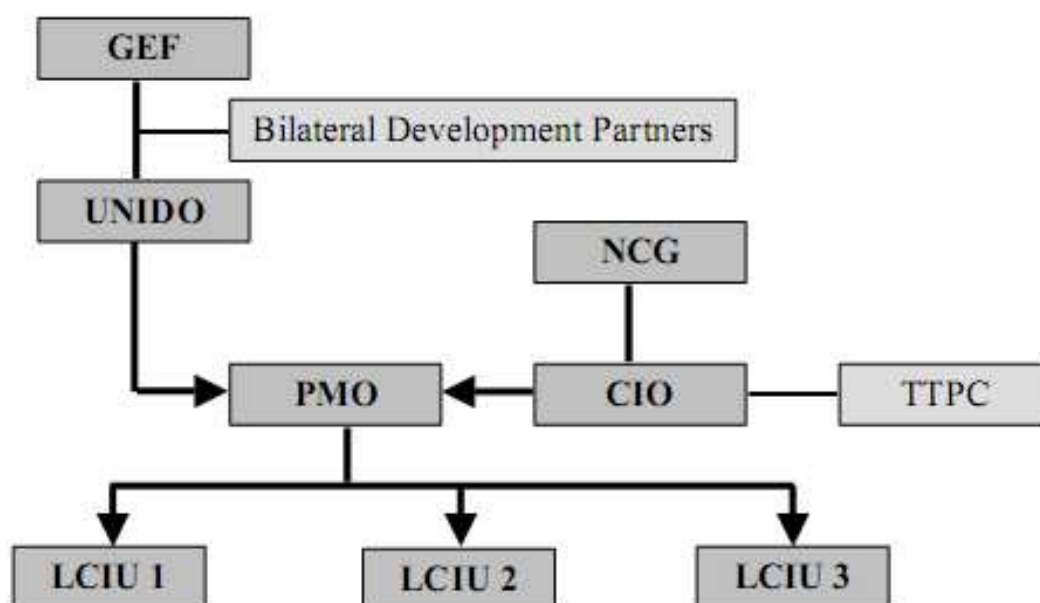 GEF
Bilateral Development Partners
UNIDO
NCG
PMO
CIO
TTPC
LCIU 1
LCIU 2
LCIU 3